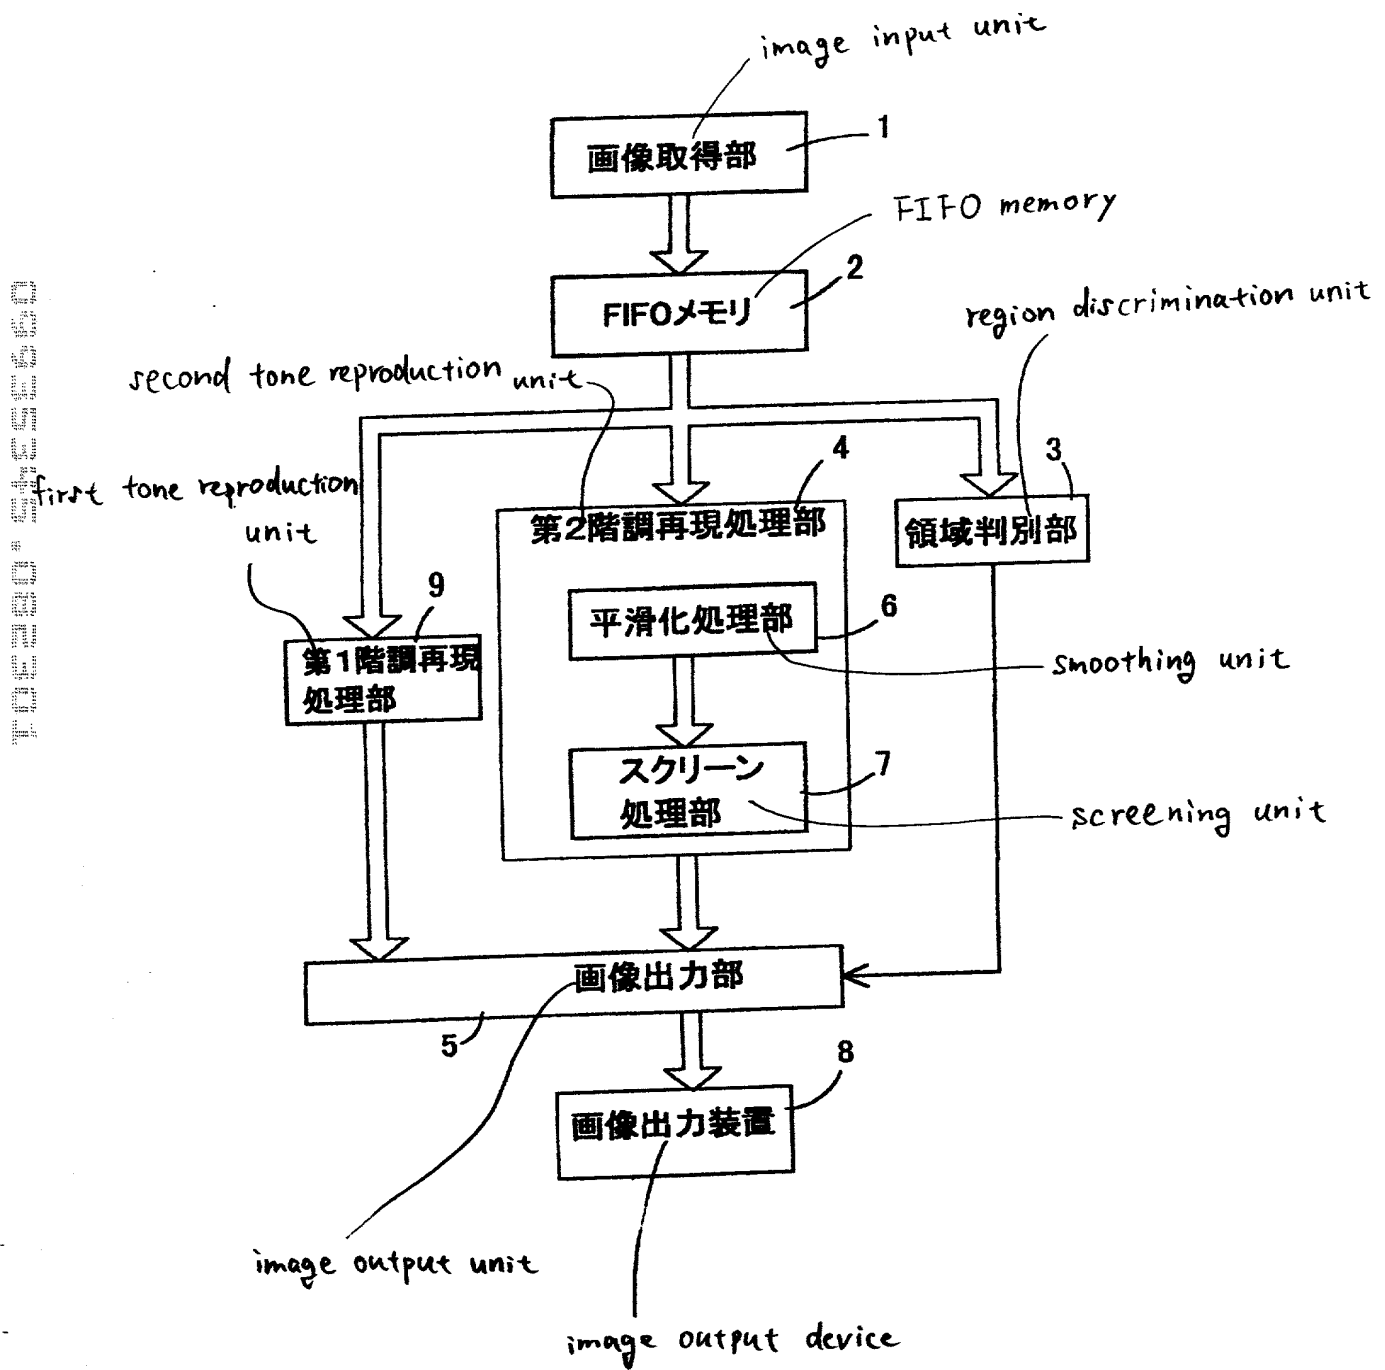 image input unit
1
画像取得部
FIFO memory
2
FIFOメモリ
region discrimination unit
second tone reproduction unit
4
3
first tone reproduction
unit
第2階調再現処理部
領域判別部
9
平滑化処理部
6
第1階調再現
処理部
smoothing unit
スクリーン
処理部
7
screening unit
画像出力部
5
8
画像出力装置
image output unit
image output device